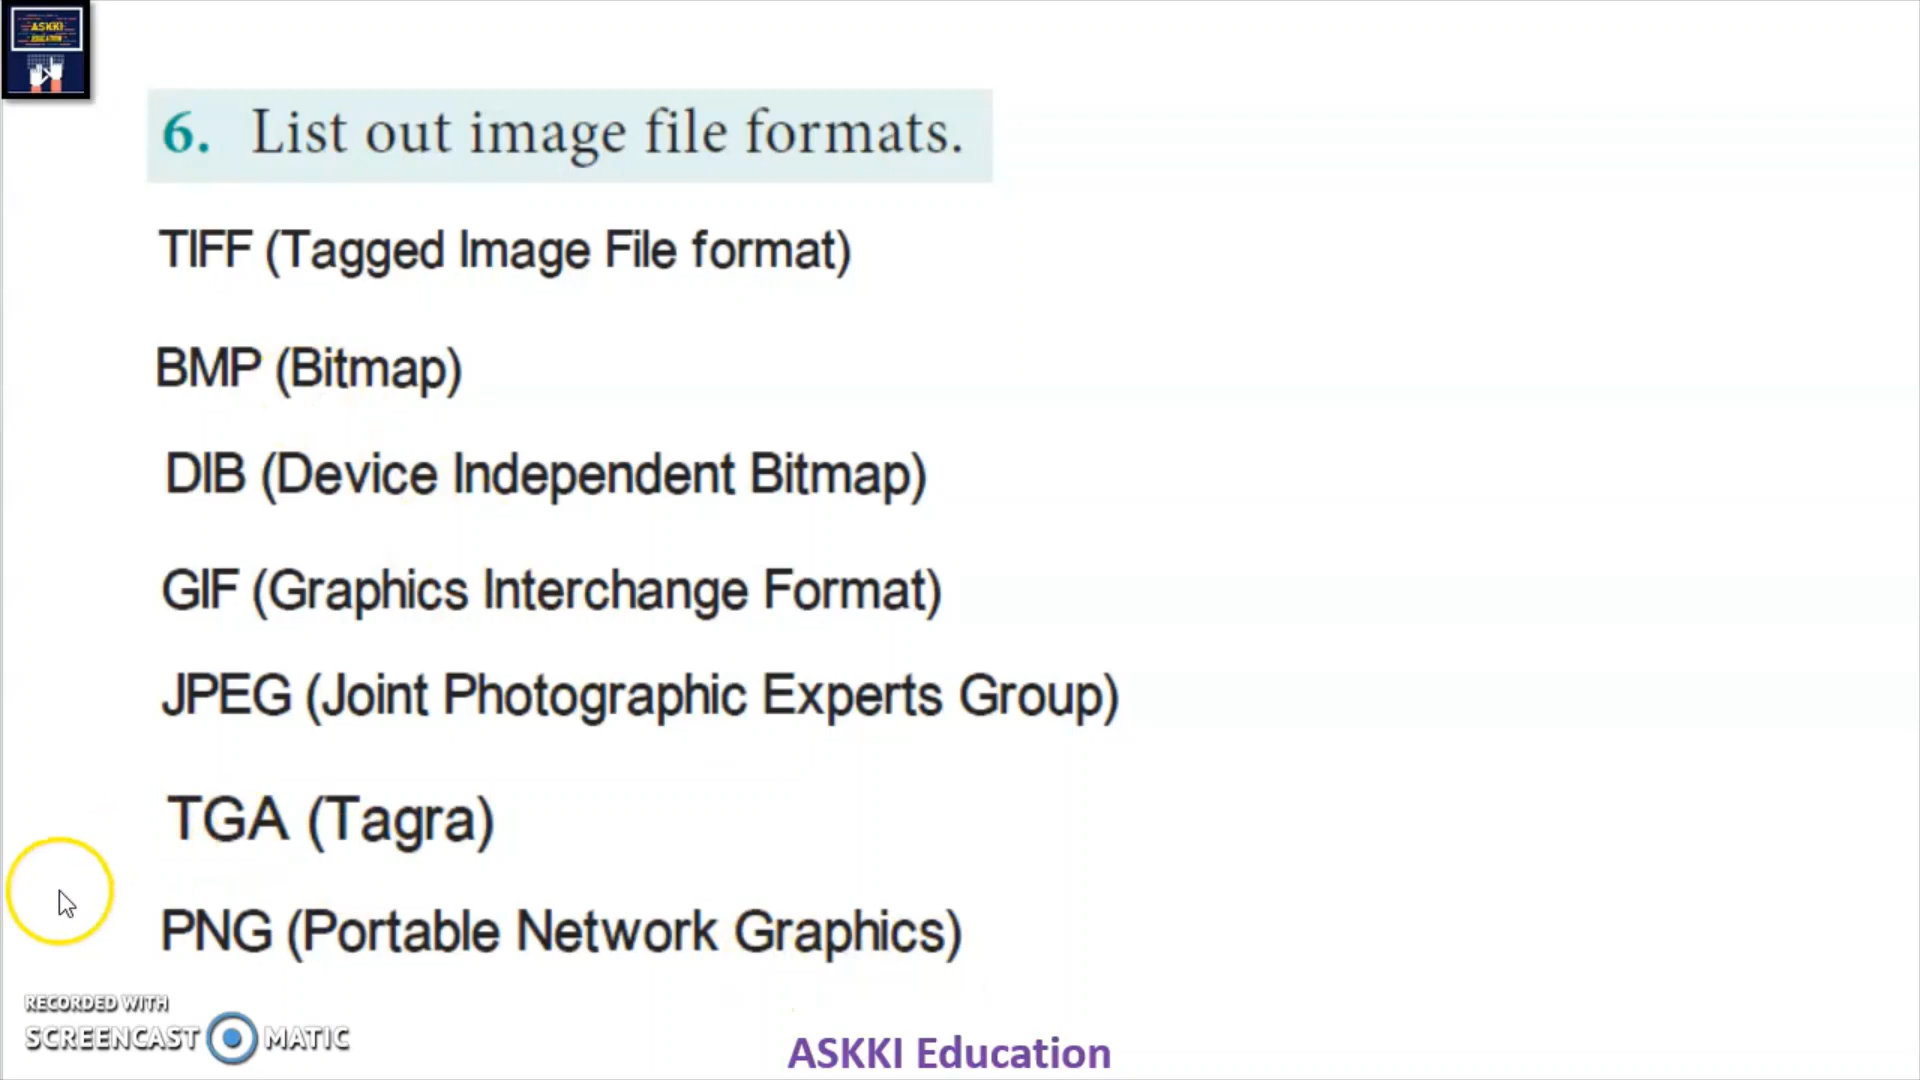 ASKKI
EDUCATION
6. List out image file formats.
TIFF (Tagged Image File format)
BMP (Bitmap)
DIB (Device Independent Bitmap)
GIF (Graphics Interchange Format)
JPEG (Joint Photographic Experts Group)
TGA (Tagra)
PNG (Portable Network Graphics)
RECORDED WITH
SCREENCAST MATIC
ASKKI Education